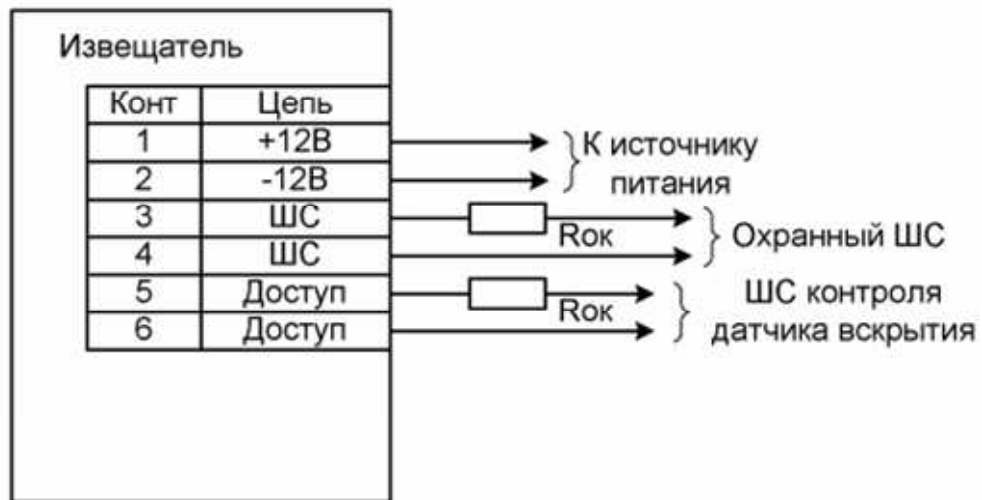 Извещатель
Конт Цепь
1 +12В
2 -12В
К источнику
питания
3 ШС
Rок
4 ШС
Охранный ШС
5 Доступ
Rок
6 Доступ
ШС контроля
датчика вскрытия